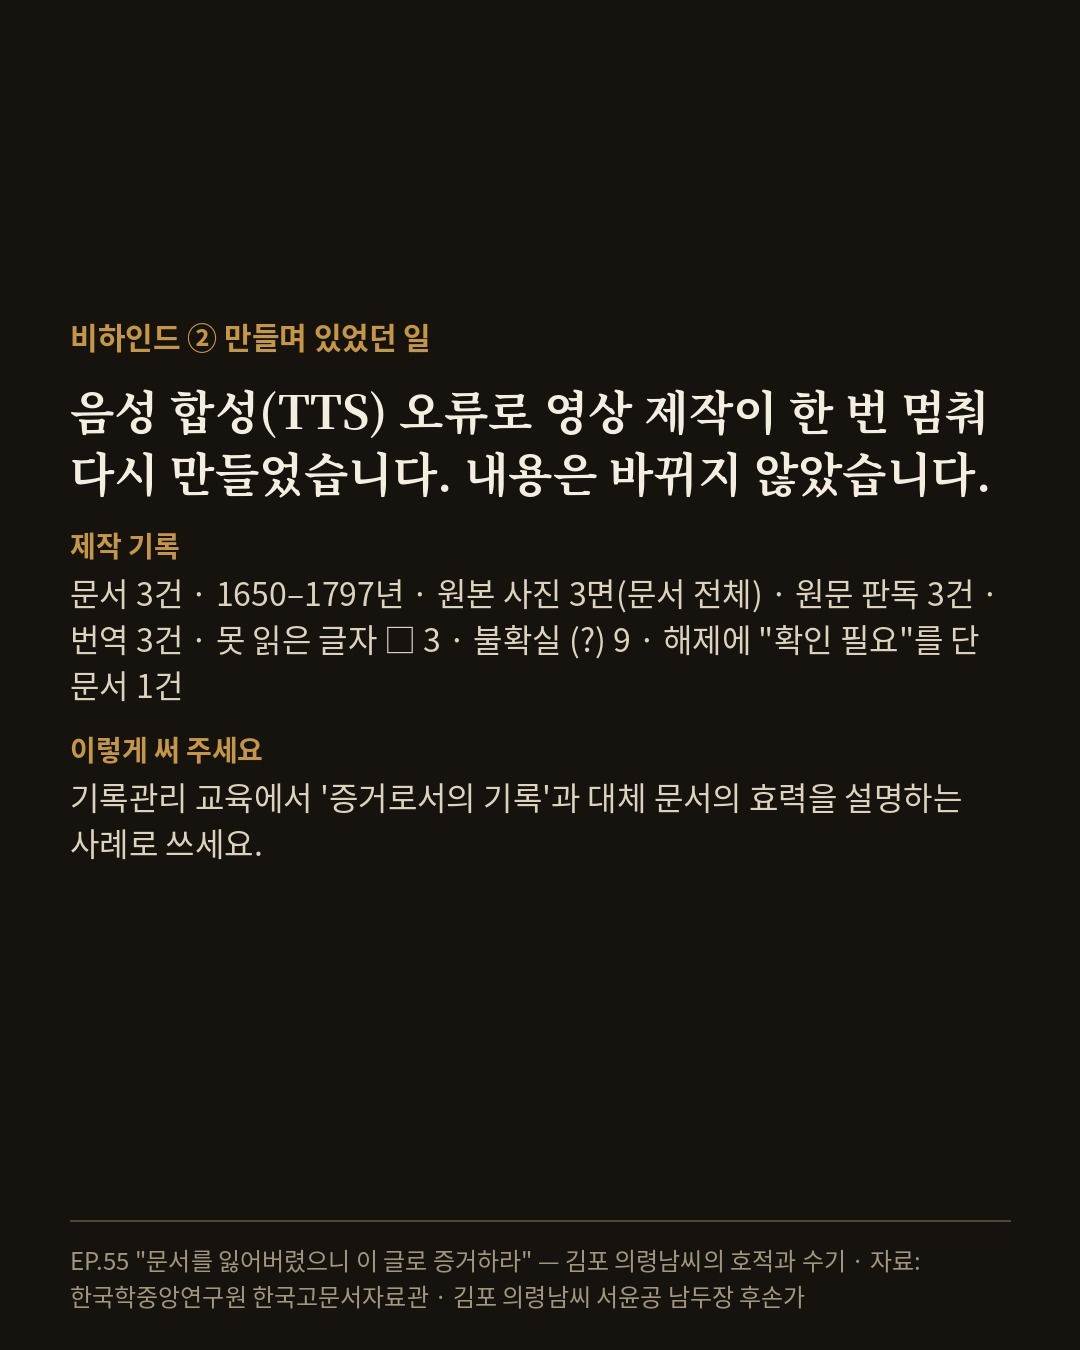 비하인드 ② 만들며 있었던 일
음성 합성(TTS) 오류로 영상 제작이 한 번 멈춰
다시 만들었습니다. 내용은 바뀌지 않았습니다.
제작 기록
문서 3건 · 1650–1797년 · 원본 사진 3면(문서 전체) · 원문 판독 3건 ·
번역 3건 · 못 읽은 글자 □ 3 · 불확실 (?) 9 · 해제에 "확인 필요"를 단
문서 1건
이렇게 써 주세요
기록관리 교육에서 '증거로서의 기록'과 대체 문서의 효력을 설명하는
사례로 쓰세요.
EP.55 "문서를 잃어버렸으니 이 글로 증거하라" — 김포 의령남씨의 호적과 수기 · 자료:
한국학중앙연구원 한국고문서자료관 · 김포 의령남씨 서윤공 남두장 후손가